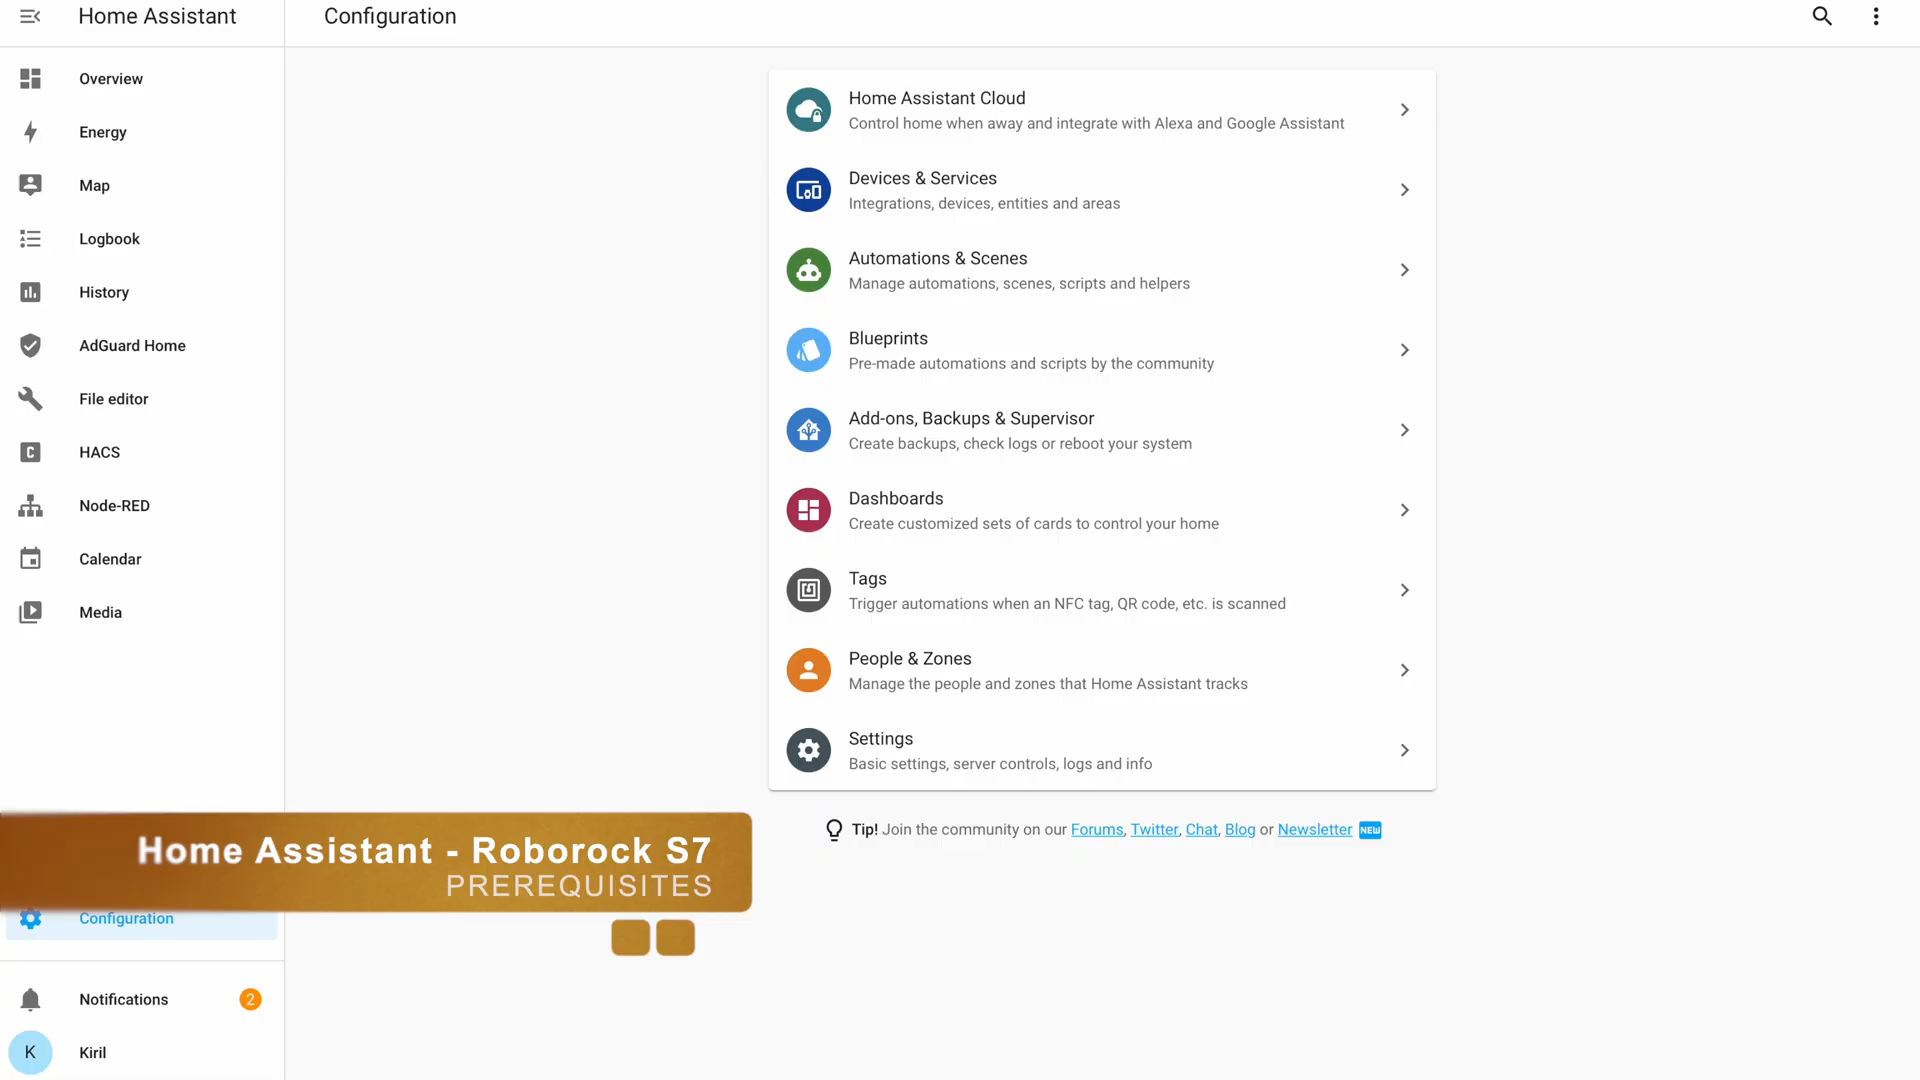 Home Assistant
Configuration
Overview
Energy
Map
Logbook
History
AdGuard Home
File editor
HACS
Node-RED
Calendar
Media
Home Assistant Cloud
Control home when away and integrate with Alexa and Google Assistant
Devices & Services
Integrations, devices, entities and areas
Automations & Scenes
Manage automations, scenes, scripts and helpers
Blueprints
Pre-made automations and scripts by the community
Add-ons, Backups & Supervisor
Create backups, check logs or reboot your system
Dashboards
Create customized sets of cards to control your home
Tags
Trigger automations when an NFC tag, QR code, etc. is scanned
People & Zones
Manage the people and zones that Home Assistant tracks
Settings
Basic settings, server controls, logs and info
Tip! Join the community on our Forums, Twitter, Chat, Blog or Newsletter NEW
Home Assistant - Roborock S7
PREREQUISITES
Configuration
Notifications 2
K Kiril